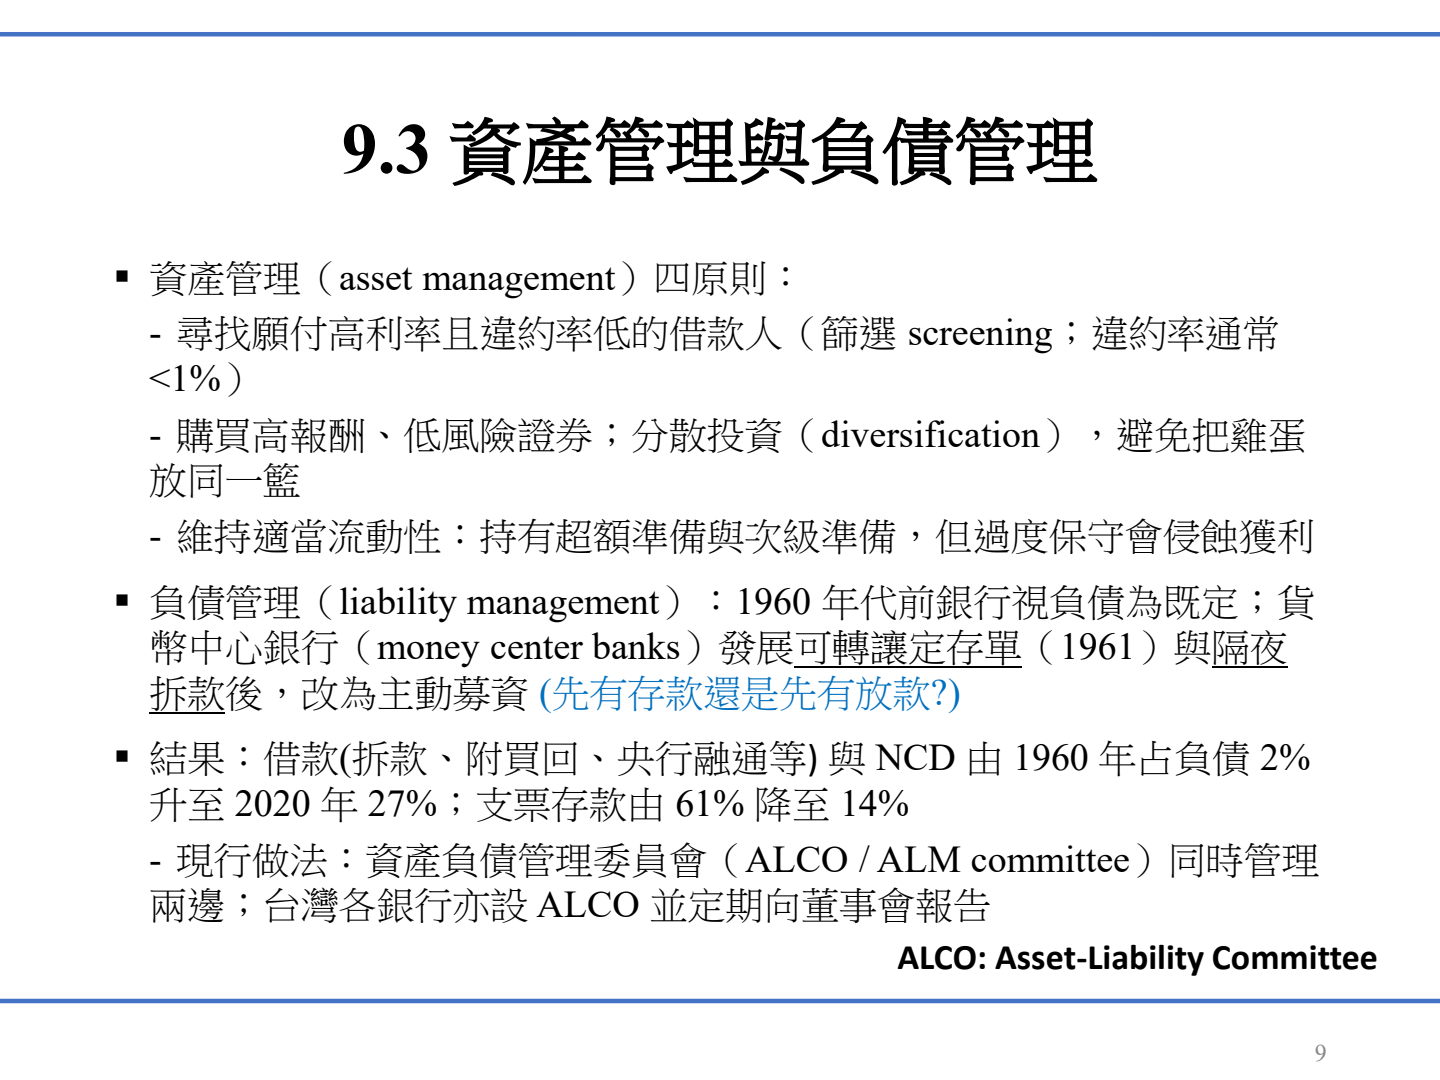 9.3 資產管理與負債管理
▪ 資產管理（asset management）四原則：
- 尋找願付高利率且違約率低的借款人（篩選 screening；違約率通常
<1%）
- 購買高報酬、低風險證券；分散投資（diversification），避免把雞蛋
放同一籃
- 維持適當流動性：持有超額準備與次級準備，但過度保守會侵蝕獲利
▪ 負債管理（liability management）：1960 年代前銀行視負債為既定；貨
幣中心銀行（money center banks）發展可轉讓定存單（1961）與隔夜
拆款後，改為主動募資 (先有存款還是先有放款?)
▪ 結果：借款(拆款、附買回、央行融通等) 與 NCD 由 1960 年占負債 2%
升至 2020 年 27%；支票存款由 61% 降至 14%
- 現行做法：資產負債管理委員會（ALCO / ALM committee）同時管理
兩邊；台灣各銀行亦設 ALCO 並定期向董事會報告
ALCO: Asset-Liability Committee
9